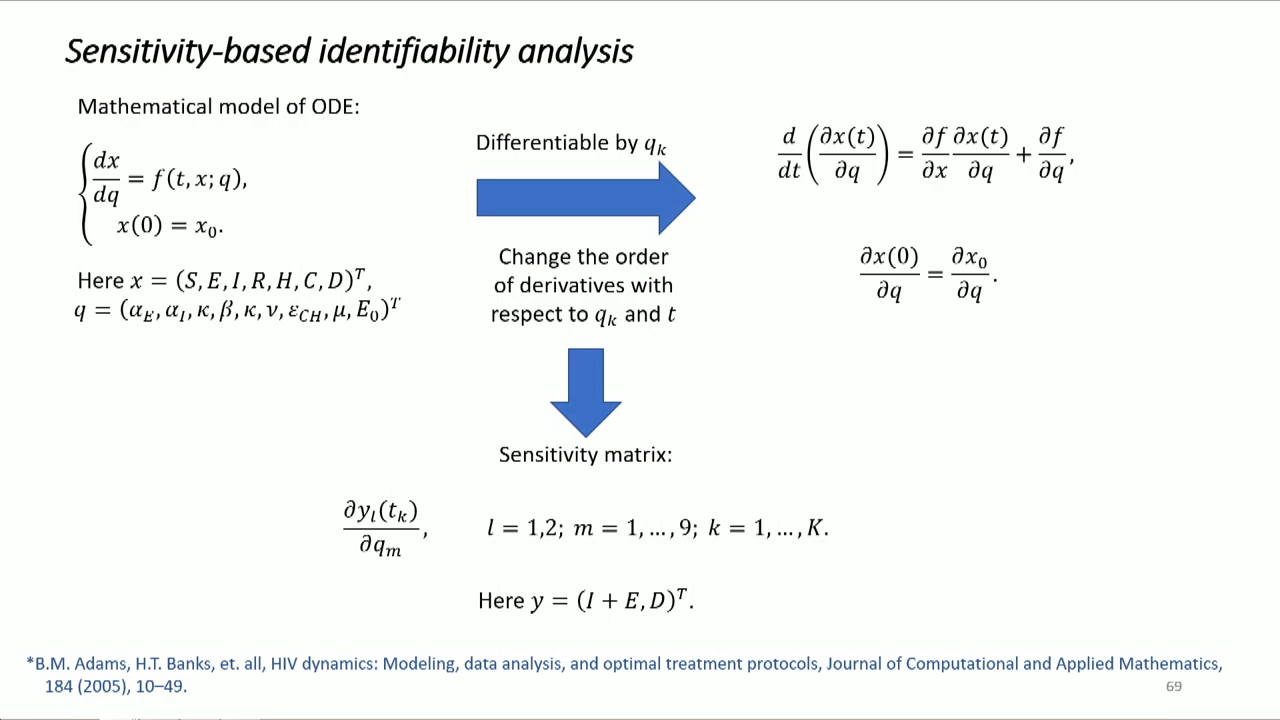 Sensitivity-based identifiability analysis
Mathematical model of ODE:
dx/dq = f(t, x; q),
x(0) = x₀.
Here x = (S, E, I, R, H, C, D)ᵀ,
q = (α_E, α_I, κ, β, κ, ν, ε_CH, μ, E₀)ᵀ
Differentiable by qₖ
Change the order
of derivatives with
respect to qₖ and t
d/dt (∂x(t)/∂q) = ∂f/∂x ∂x(t)/∂q + ∂f/∂q,
∂x(0)/∂q = ∂x₀/∂q.
Sensitivity matrix:
∂y_l(tₖ)/∂q_m, l = 1,2; m = 1, …, 9; k = 1, …, K.
Here y = (I + E, D)ᵀ.
*B.M. Adams, H.T. Banks, et. all, HIV dynamics: Modeling, data analysis, and optimal treatment protocols, Journal of Computational and Applied Mathematics,
184 (2005), 10–49.
69